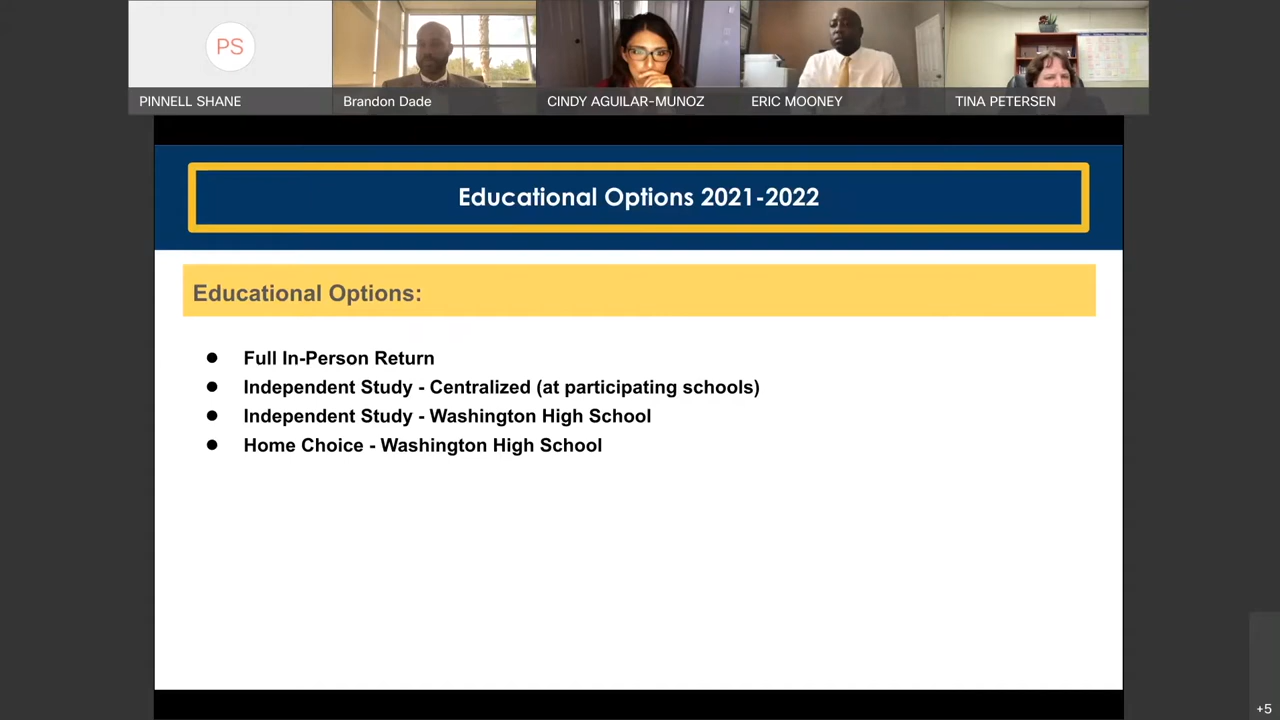 PS
PINNELL SHANE
Brandon Dade
CINDY AGUILAR-MUNOZ
ERIC MOONEY
TINA PETERSEN
Educational Options 2021-2022
Educational Options:
● Full In-Person Return
● Independent Study - Centralized (at participating schools)
● Independent Study - Washington High School
● Home Choice - Washington High School
+5